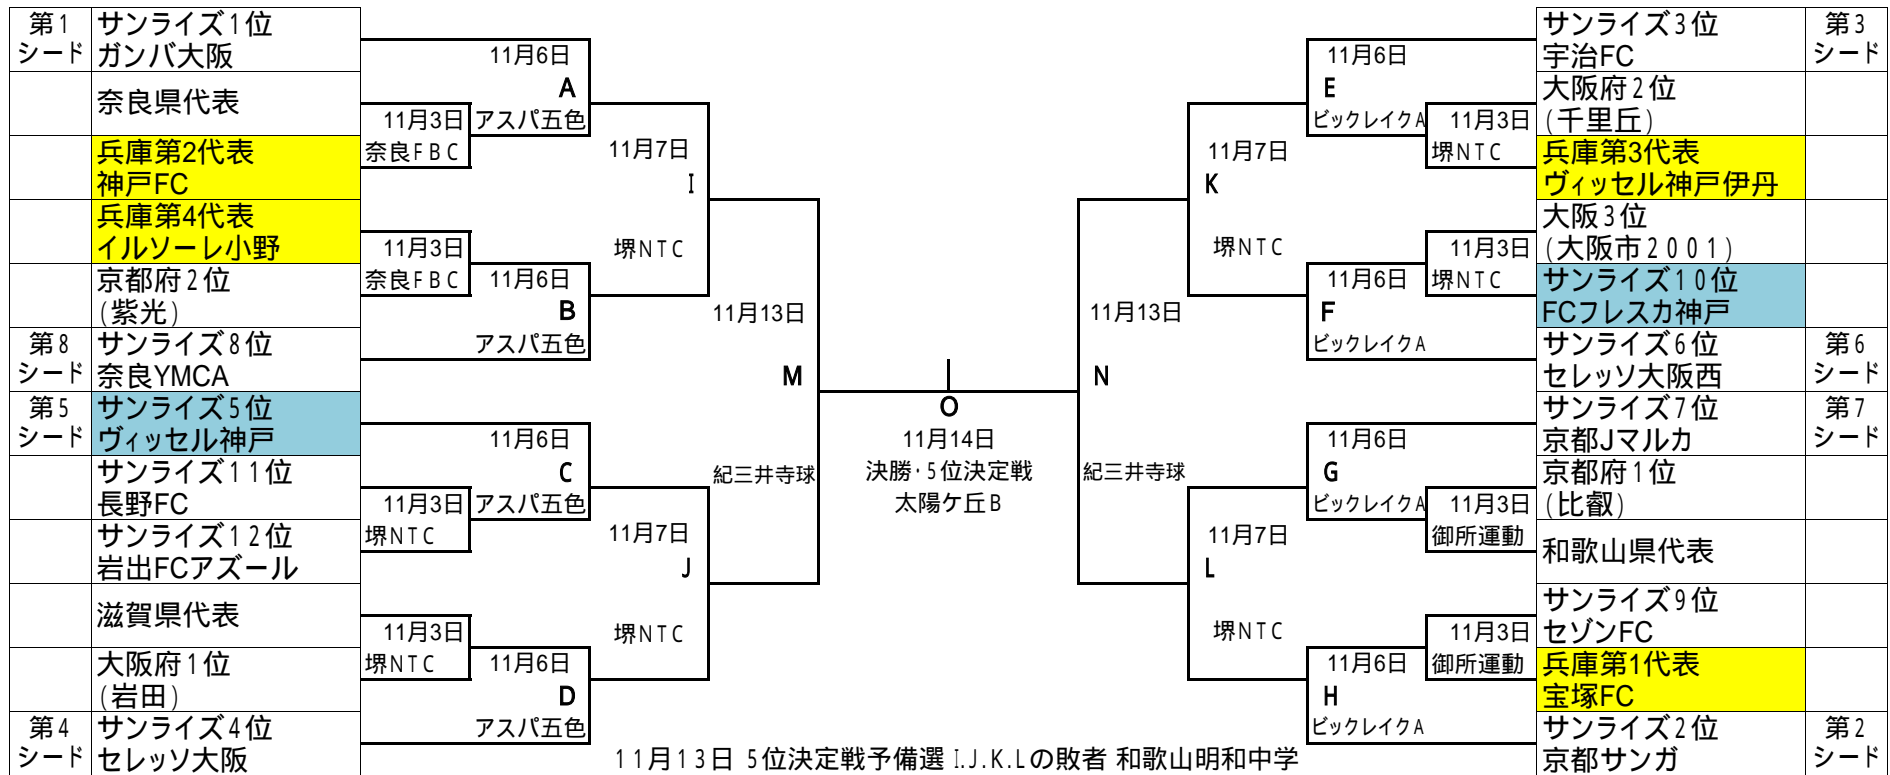 第1
シード
サンライズ1位
ガンバ大阪
奈良県代表
兵庫第2代表
神戸FC
兵庫第4代表
イルソーレ小野
京都府2位
(紫光)
第8
シード
サンライズ8位
奈良YMCA
第5
シード
サンライズ5位
ヴィッセル神戸
サンライズ11位
長野FC
サンライズ12位
岩出FCアズール
滋賀県代表
大阪府1位
(岩田)
第4
シード
サンライズ4位
セレッソ大阪
11月3日
奈良FBC
11月3日
奈良FBC
11月3日
堺NTC
11月3日
堺NTC
11月6日
A
アスパ五色
11月6日
B
アスパ五色
11月6日
C
アスパ五色
11月6日
D
アスパ五色
11月7日
I
堺NTC
11月7日
J
堺NTC
11月13日
M
紀三井寺球
O
11月14日
決勝・5位決定戦
太陽ケ丘B
11月13日
N
紀三井寺球
11月7日
K
堺NTC
11月7日
L
堺NTC
11月6日
E
ビックレイクA
11月6日
F
ビックレイクA
11月6日
G
ビックレイクA
11月6日
H
ビックレイクA
11月3日
堺NTC
11月3日
堺NTC
11月3日
御所運動
11月3日
御所運動
サンライズ3位
宇治FC
第3
シード
大阪府2位
(千里丘)
兵庫第3代表
ヴィッセル神戸伊丹
大阪3位
(大阪市2001)
サンライズ10位
FCフレスカ神戸
サンライズ6位
セレッソ大阪西
第6
シード
サンライズ7位
京都Jマルカ
第7
シード
京都府1位
(比叡)
和歌山県代表
サンライズ9位
セゾンFC
兵庫第1代表
宝塚FC
サンライズ2位
京都サンガ
第2
シード
11月13日 5位決定戦予備選 I.J.K.Lの敗者 和歌山明和中学